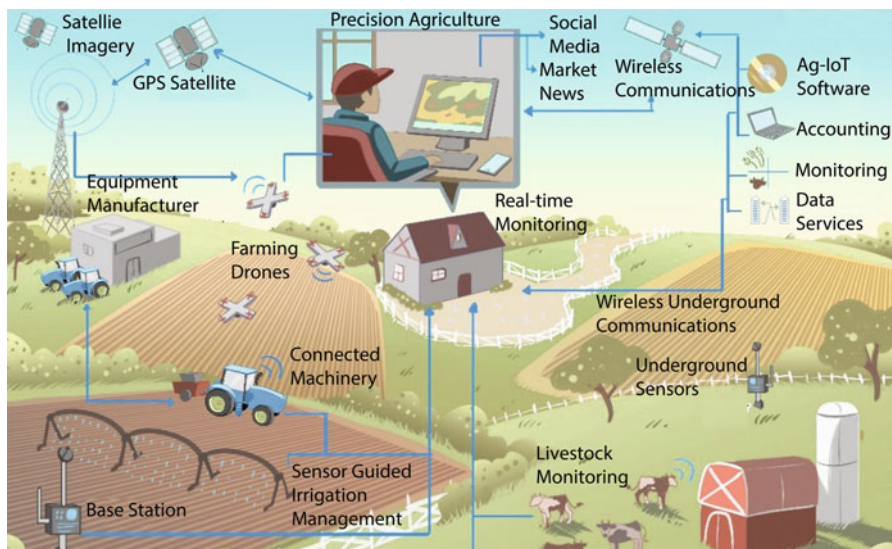 Satellie
Imagery
GPS Satellite
Precision Agriculture
Social
Media
Market
News
Wireless
Communications
Ag-IoT
Software
Accounting
Monitoring
Data
Services
Equipment
Manufacturer
Farming
Drones
Real-time
Monitoring
Wireless Underground
Communications
Connected
Machinery
Underground
Sensors
Sensor Guided
Irrigation
Management
Livestock
Monitoring
Base Station